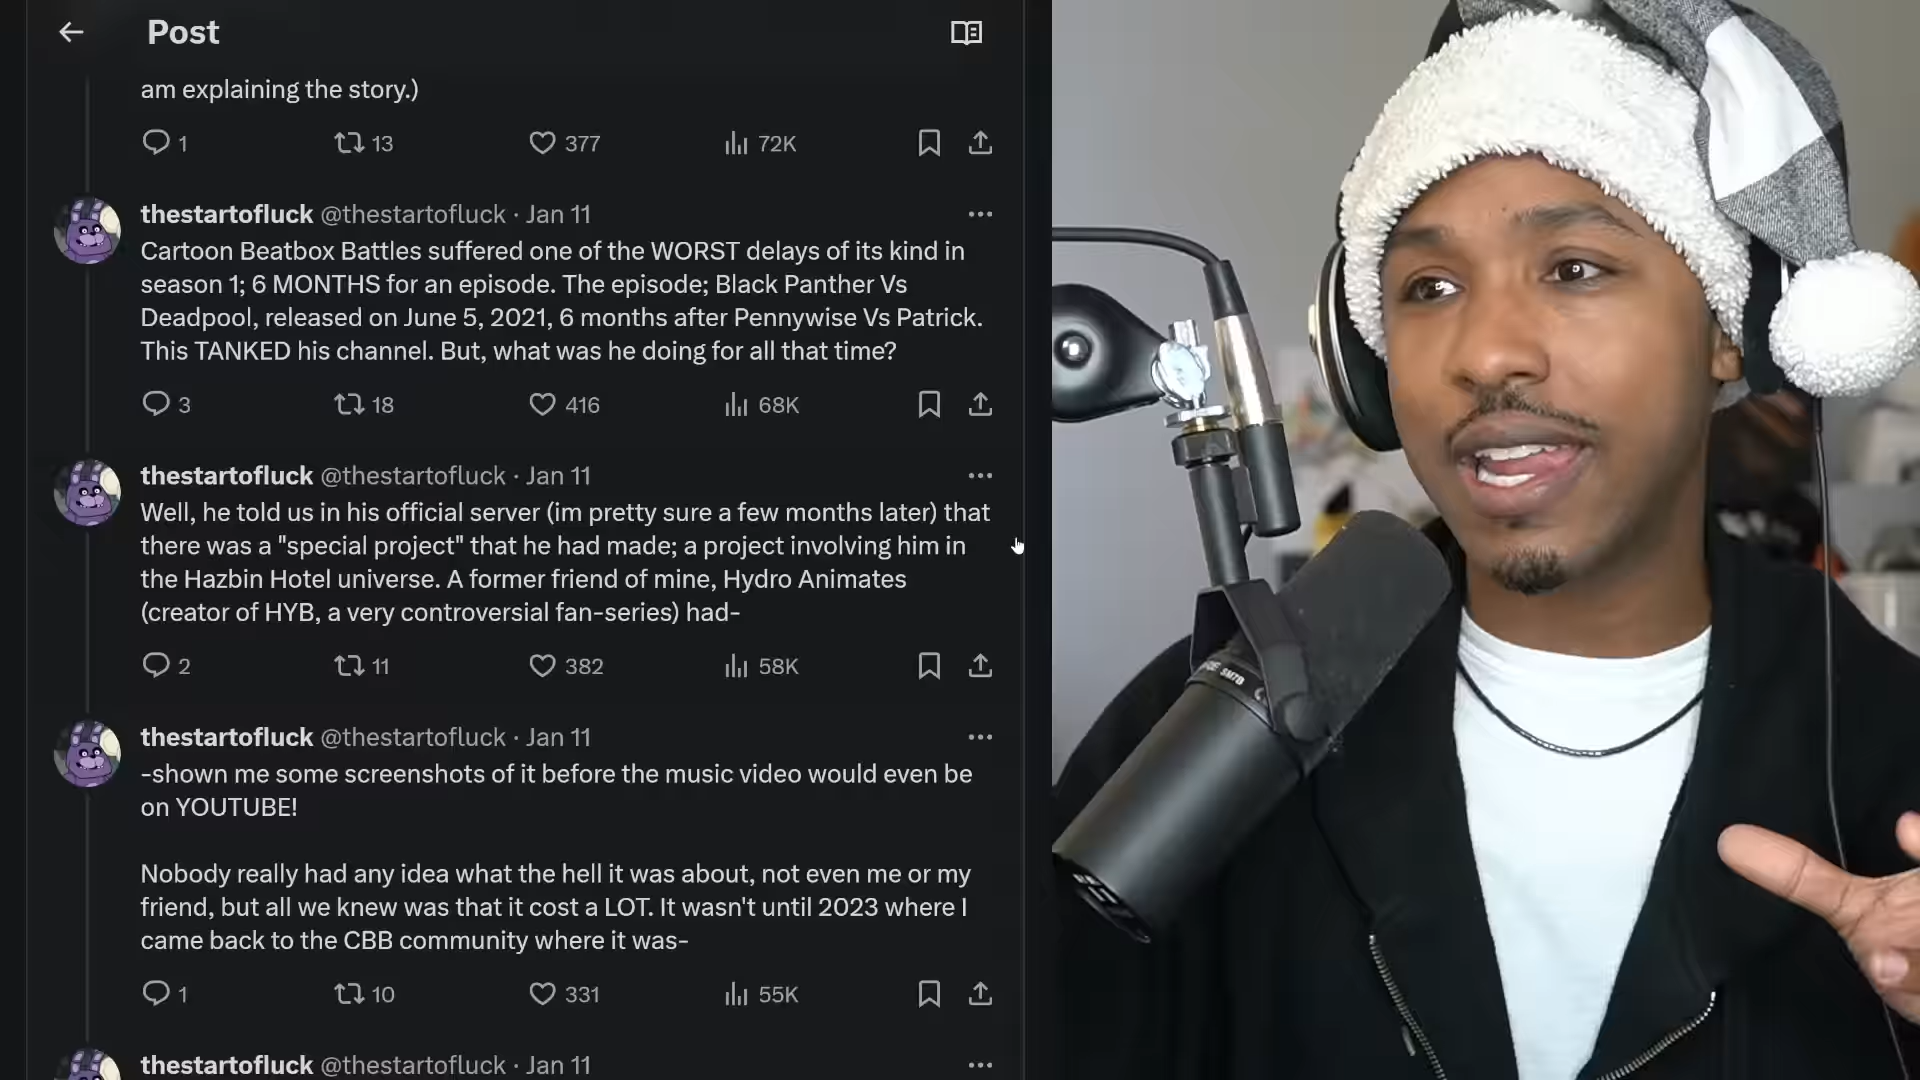 Post
am explaining the story.)
1 13 377 72K
thestartofluck @thestartofluck · Jan 11
Cartoon Beatbox Battles suffered one of the WORST delays of its kind in
season 1; 6 MONTHS for an episode. The episode; Black Panther Vs
Deadpool, released on June 5, 2021, 6 months after Pennywise Vs Patrick.
This TANKED his channel. But, what was he doing for all that time?
3 18 416 68K
thestartofluck @thestartofluck · Jan 11
Well, he told us in his official server (im pretty sure a few months later) that
there was a "special project" that he had made; a project involving him in
the Hazbin Hotel universe. A former friend of mine, Hydro Animates
(creator of HYB, a very controversial fan-series) had-
2 11 382 58K
thestartofluck @thestartofluck · Jan 11
-shown me some screenshots of it before the music video would even be
on YOUTUBE!
Nobody really had any idea what the hell it was about, not even me or my
friend, but all we knew was that it cost a LOT. It wasn't until 2023 where I
came back to the CBB community where it was-
1 10 331 55K
thestartofluck @thestartofluck · Jan 11
SM7B